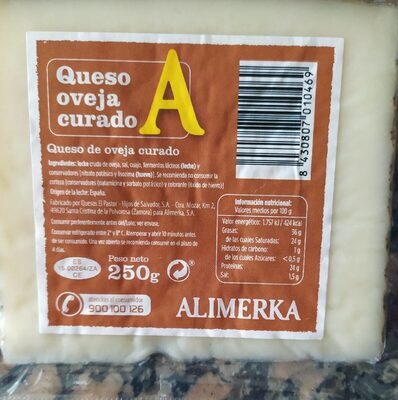 Queso
oveja
curado
A
Queso de oveja curado
Ingredientes: leche cruda de oveja, sal, cuajo, fermentos lácticos (leche) y
conservadores (nitrato potásico y lisozima (huevo)). Se recomienda no consumir la
corteza (conservadores (natamicina y sorbato potásico) y colorante (óxido de hierro))
Origen de la leche: España.
Fabricado por Quesos El Pastor - Hijos de Salvador, S.A. - Ctra. Mozar, Km 2,
49620 Santa Cristina de la Polvorosa (Zamora) para Alimerka, S.A.
Consumir preferentemente antes del/lote: ver envase.
Conservar refrigerado entre 2º y 8º C. Atemperar y abrir 10 minutos antes
de ser consumido. Una vez abierto se recomienda consumir en el plazo de
4 días.
ES
15.00264/ZA
CE
Peso neto
250g
atención al consumidor
900 100 126
ALIMERKA
8 430807 010469
Información nutricional:
Valores medios por 100 g
Valor energético: 1.757 kJ / 424 kcal
Grasas: 36 g
de las cuales Saturadas: 24 g
Hidratos de carbono: 1 g
de los cuales Azúcares: < 0,5 g
Proteínas: 24 g
Sal: 1,5 g